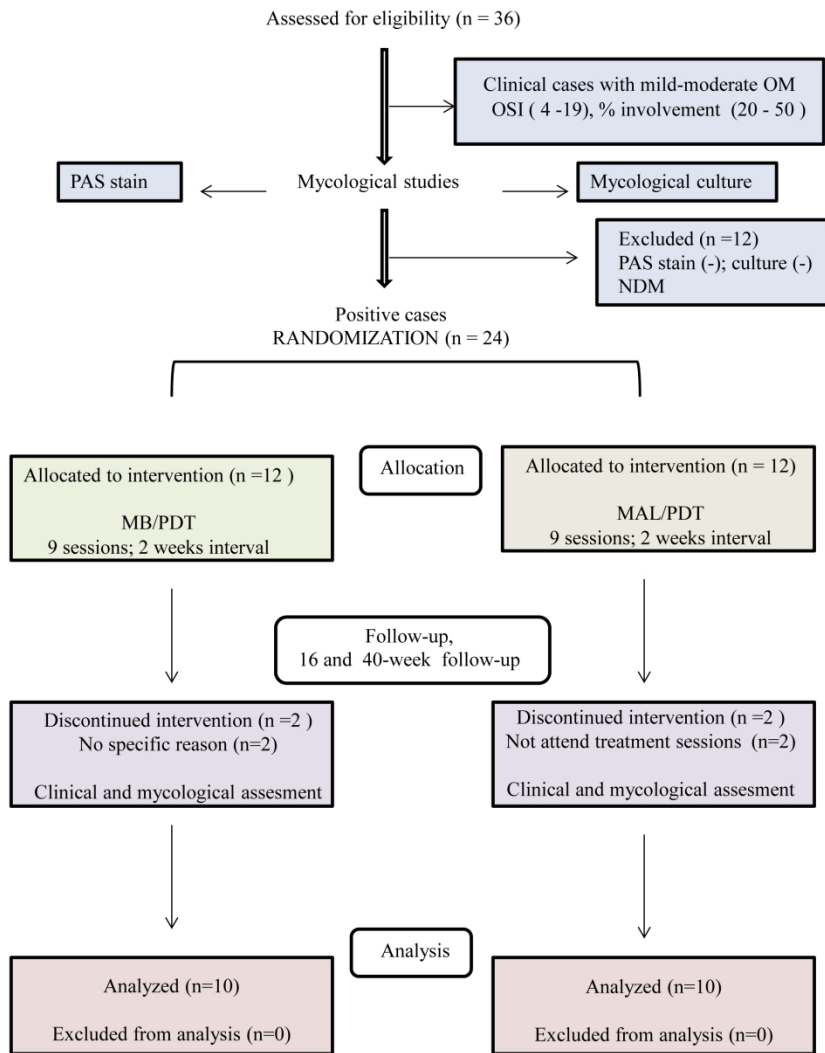 Assessed for eligibility (n = 36)
Clinical cases with mild-moderate OM
OSI ( 4 -19), % involvement (20 - 50 )
PAS stain
Mycological studies
Mycological culture
Excluded (n =12)
PAS stain (-); culture (-)
NDM
Positive cases
RANDOMIZATION (n = 24)
Allocated to intervention (n =12 )
MB/PDT
9 sessions; 2 weeks interval
Allocation
Allocated to intervention (n = 12)
MAL/PDT
9 sessions; 2 weeks interval
Follow-up,
16 and 40-week follow-up
Discontinued intervention (n =2 )
No specific reason (n=2)
Clinical and mycological assesment
Discontinued intervention (n =2 )
Not attend treatment sessions (n=2)
Clinical and mycological assesment
Analysis
Analyzed (n=10)
Excluded from analysis (n=0)
Analyzed (n=10)
Excluded from analysis (n=0)